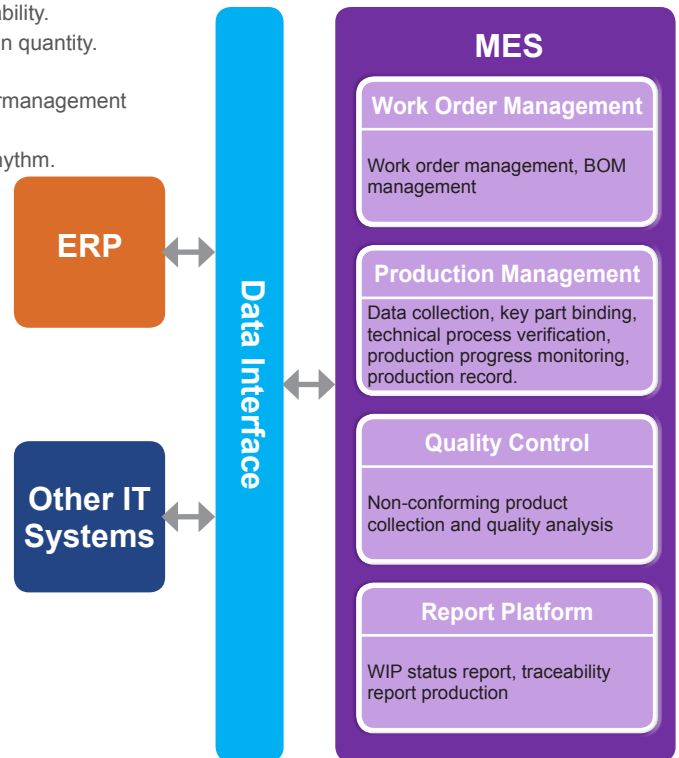 ability.
n quantity.
rmanagement
hythm.
ERP
Other IT
Systems
Data Interface
MES
Work Order Management
Work order management, BOM
management
Production Management
Data collection, key part binding,
technical process verification,
production progress monitoring,
production record.
Quality Control
Non-conforming product
collection and quality analysis
Report Platform
WIP status report, traceability
report production